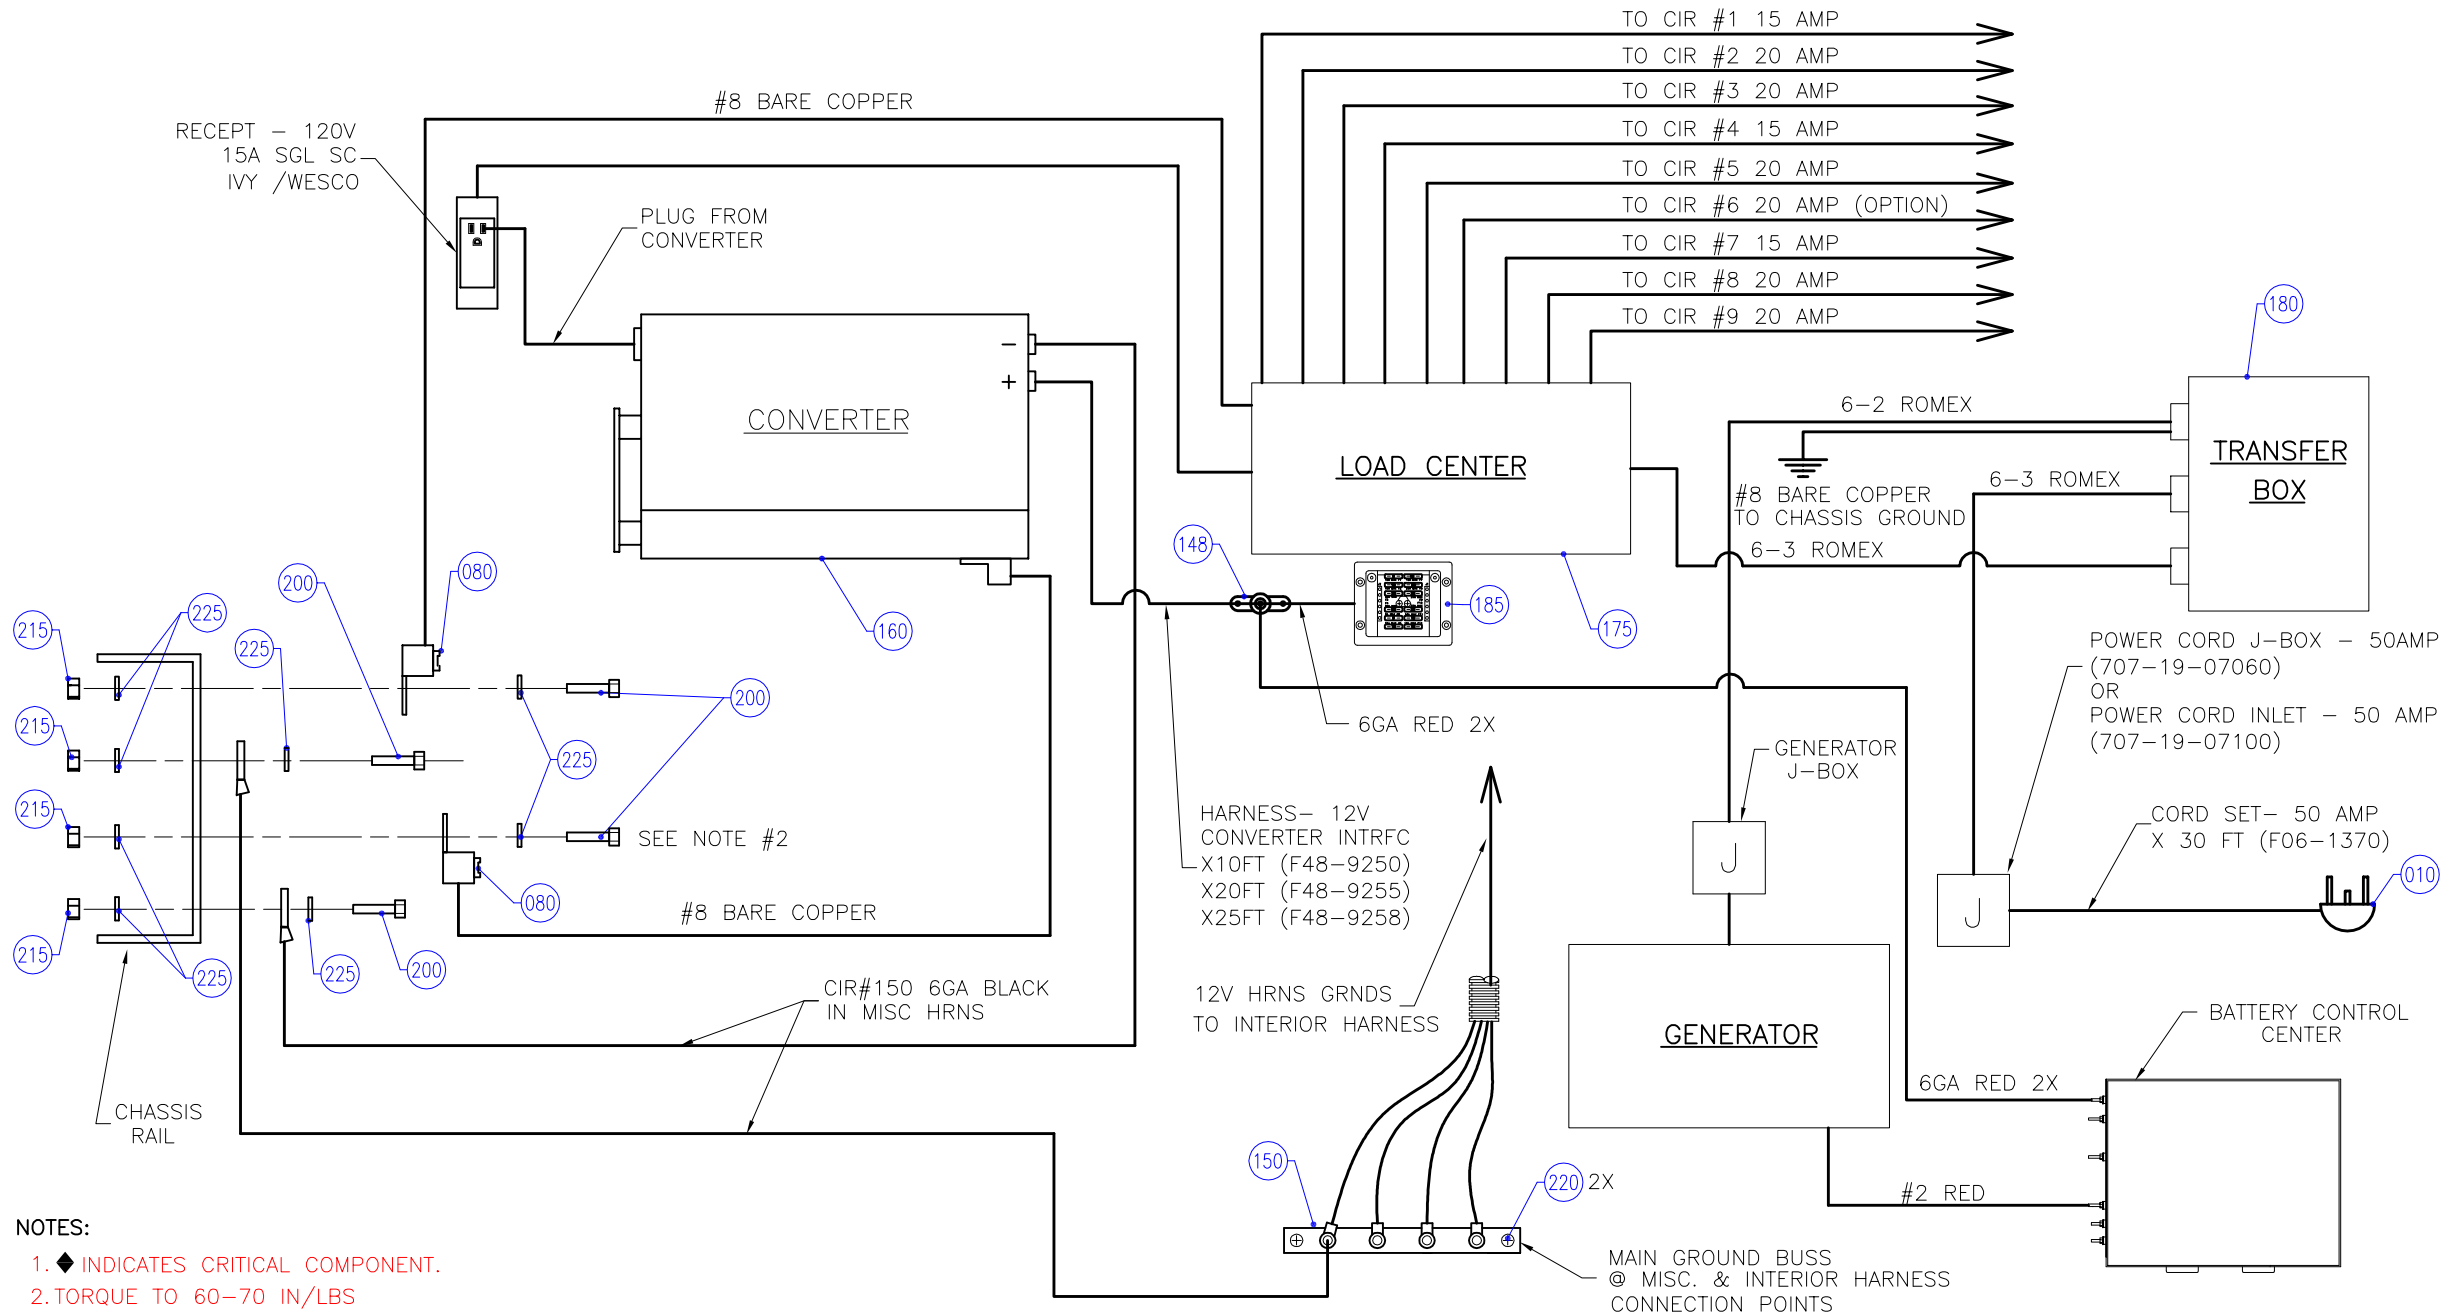 TO CIR #1 15 AMP
TO CIR #2 20 AMP
TO CIR #3 20 AMP
TO CIR #4 15 AMP
TO CIR #5 20 AMP
TO CIR #6 20 AMP (OPTION)
TO CIR #7 15 AMP
TO CIR #8 20 AMP
TO CIR #9 20 AMP
#8 BARE COPPER
RECEPT - 120V
15A SGL SC
IVY /WESCO
PLUG FROM
CONVERTER
CONVERTER
-
+
LOAD CENTER
180
TRANSFER
BOX
6-2 ROMEX
6-3 ROMEX
#8 BARE COPPER
TO CHASSIS GROUND
6-3 ROMEX
148
185
175
160
080
200
225
215
225
200
215
225
215
SEE NOTE #2
080
#8 BARE COPPER
215
225
225
200
6GA RED 2X
HARNESS- 12V
CONVERTER INTRFC
X10FT (F48-9250)
X20FT (F48-9255)
X25FT (F48-9258)
GENERATOR
J-BOX
J
POWER CORD J-BOX - 50AMP
(707-19-07060)
OR
POWER CORD INLET - 50 AMP
(707-19-07100)
CORD SET- 50 AMP
X 30 FT (F06-1370)
010
J
CIR#150 6GA BLACK
IN MISC HRNS
12V HRNS GRNDS
TO INTERIOR HARNESS
GENERATOR
BATTERY CONTROL
CENTER
6GA RED 2X
#2 RED
CHASSIS
RAIL
150
220 2X
MAIN GROUND BUSS
@ MISC. & INTERIOR HARNESS
CONNECTION POINTS
NOTES:
1. ◆ INDICATES CRITICAL COMPONENT.
2. TORQUE TO 60-70 IN/LBS